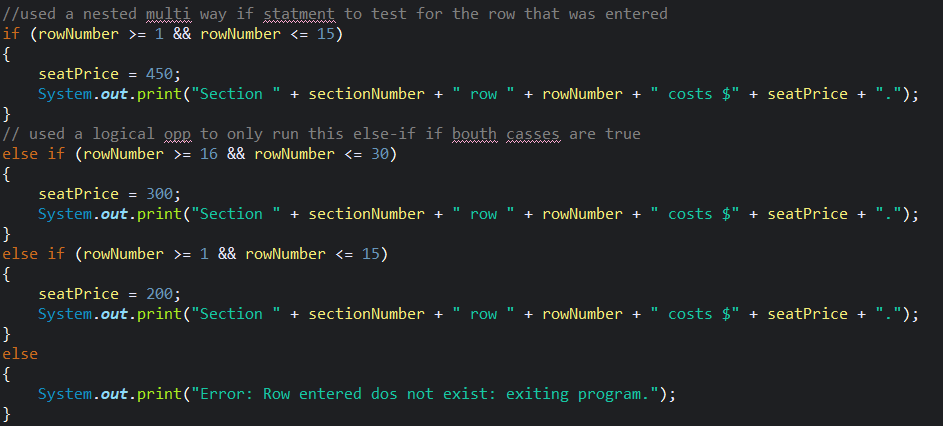 //used a nested multi way if statment to test for the row that was entered
if (rowNumber >= 1 && rowNumber <= 15)
{
    seatPrice = 450;
    System.out.print("Section " + sectionNumber + " row " + rowNumber + " costs $" + seatPrice + ".");
}
// used a logical opp to only run this else-if if bouth casses are true
else if (rowNumber >= 16 && rowNumber <= 30)
{
    seatPrice = 300;
    System.out.print("Section " + sectionNumber + " row " + rowNumber + " costs $" + seatPrice + ".");
}
else if (rowNumber >= 1 && rowNumber <= 15)
{
    seatPrice = 200;
    System.out.print("Section " + sectionNumber + " row " + rowNumber + " costs $" + seatPrice + ".");
}
else
{
    System.out.print("Error: Row entered dos not exist: exiting program.");
}